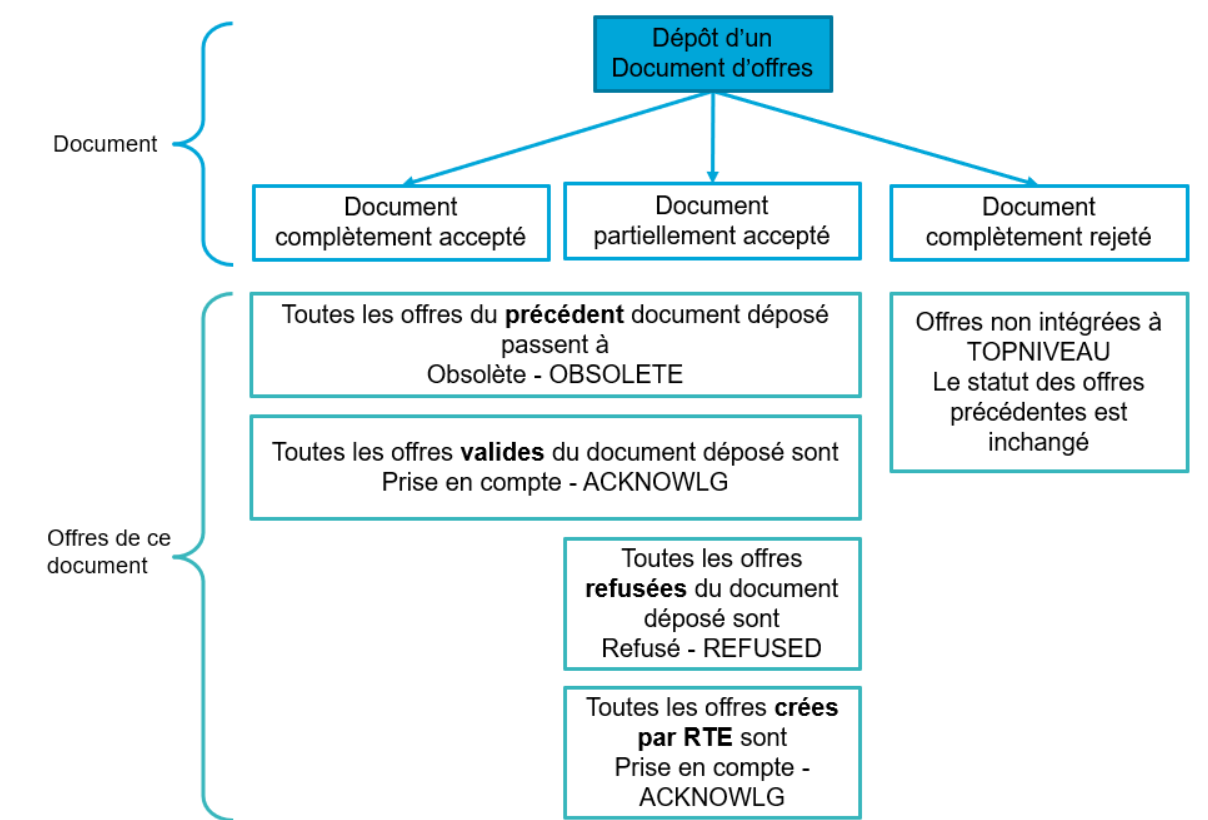 Dépôt d'un
Document d'offres
Document
Document
complètement accepté
Document
partiellement accepté
Document
complètement rejeté
Toutes les offres du précédent document déposé
passent à
Obsolète - OBSOLETE
Offres non intégrées à
TOPNIVEAU
Le statut des offres
précédentes est
inchangé
Toutes les offres valides du document déposé sont
Prise en compte - ACKNOWLG
Offres de ce
document
Toutes les offres
refusées du document
déposé sont
Refusé - REFUSED
Toutes les offres crées
par RTE sont
Prise en compte -
ACKNOWLG